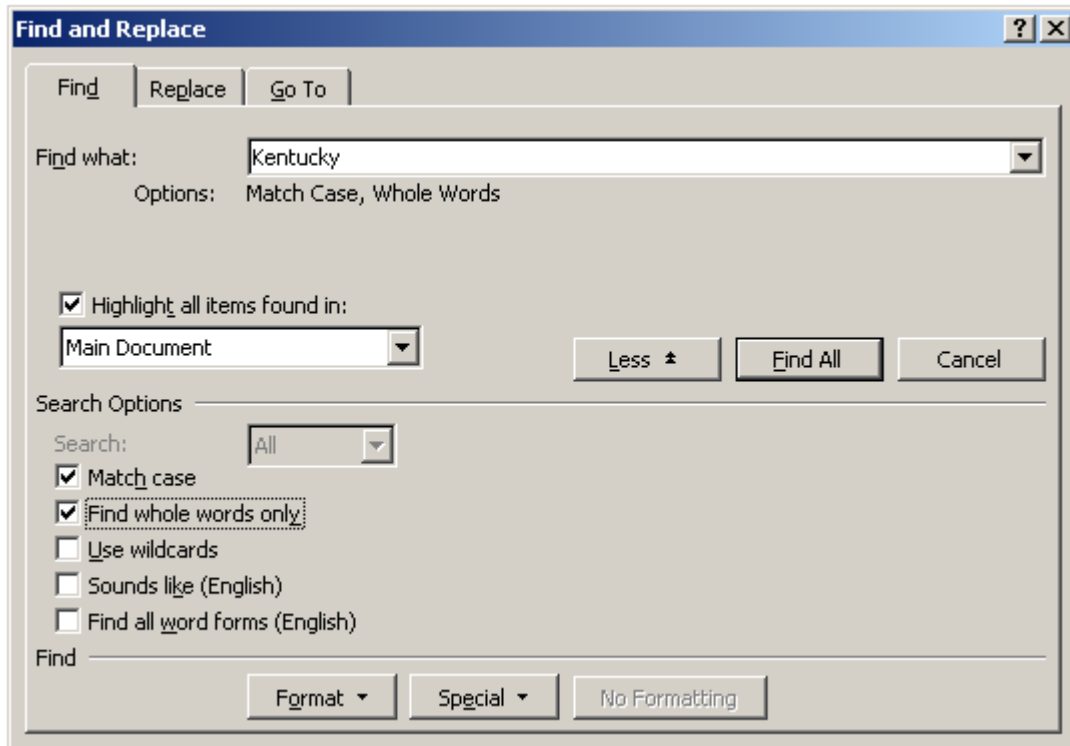 Find and Replace
Find Replace Go To
Find what: Kentucky
Options: Match Case, Whole Words
Highlight all items found in:
Main Document
Less Find All Cancel
Search Options
Search: All
Match case
Find whole words only
Use wildcards
Sounds like (English)
Find all word forms (English)
Find
Format Special No Formatting